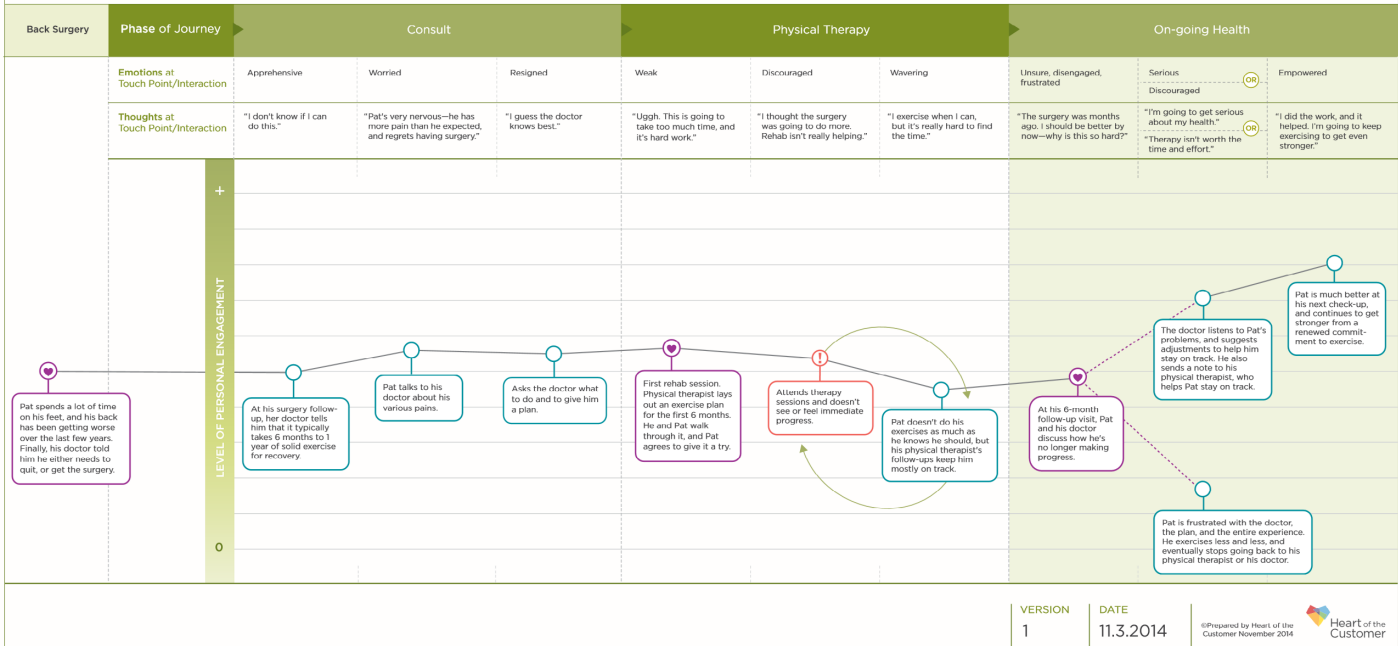 Back Surgery
Phase of Journey
Consult
Physical Therapy
On-going Health
Emotions at
Touch Point/Interaction
Apprehensive
Worried
Resigned
Weak
Discouraged
Wavering
Unsure, disengaged,
frustrated
Serious
OR
Discouraged
Empowered
Thoughts at
Touch Point/Interaction
“I don't know if I can
do this.”
“Pat's very nervous—he has
more pain than he expected,
and regrets having surgery.”
“I guess the doctor
knows best.”
“Uggh. This is going to
take too much time, and
it's hard work.”
“I thought the surgery
was going to do more.
Rehab isn't really helping.”
“I exercise when I can,
but it's really hard to find
the time.”
“The surgery was months
ago. I should be better by
now—why is this so hard?”
“I'm going to get serious
about my health.”
OR
“Therapy isn't worth the
time and effort.”
“I did the work, and it
helped. I'm going to keep
exercising to get even
stronger.”
+
LEVEL OF PERSONAL ENGAGEMENT
0
Pat spends a lot of time
on his feet, and his back
has been getting worse
over the last few years.
Finally, his doctor told
him he either needs to
quit, or get the surgery.
At his surgery follow-
up, her doctor tells
him that it typically
takes 6 months to 1
year of solid exercise
for recovery.
Pat talks to his
doctor about his
various pains.
Asks the doctor what
to do and to give him
a plan.
First rehab session.
Physical therapist lays
out an exercise plan
for the first 6 months.
He and Pat walk
through it, and Pat
agrees to give it a try.
!
Attends therapy
sessions and doesn't
see or feel immediate
progress.
Pat doesn't do his
exercises as much as
he knows he should, but
his physical therapist's
follow-ups keep him
mostly on track.
At his 6-month
follow-up visit, Pat
and his doctor
discuss how he's
no longer making
progress.
The doctor listens to Pat's
problems, and suggests
adjustments to help him
stay on track. He also
sends a note to his
physical therapist, who
helps Pat stay on track.
Pat is much better at
his next check-up,
and continues to get
stronger from a
renewed commit-
ment to exercise.
Pat is frustrated with the doctor,
the plan, and the entire experience.
He exercises less and less, and
eventually stops going back to his
physical therapist or his doctor.
VERSION
1
DATE
11.3.2014
©Prepared by Heart of the
Customer November 2014
Heart of the
Customer